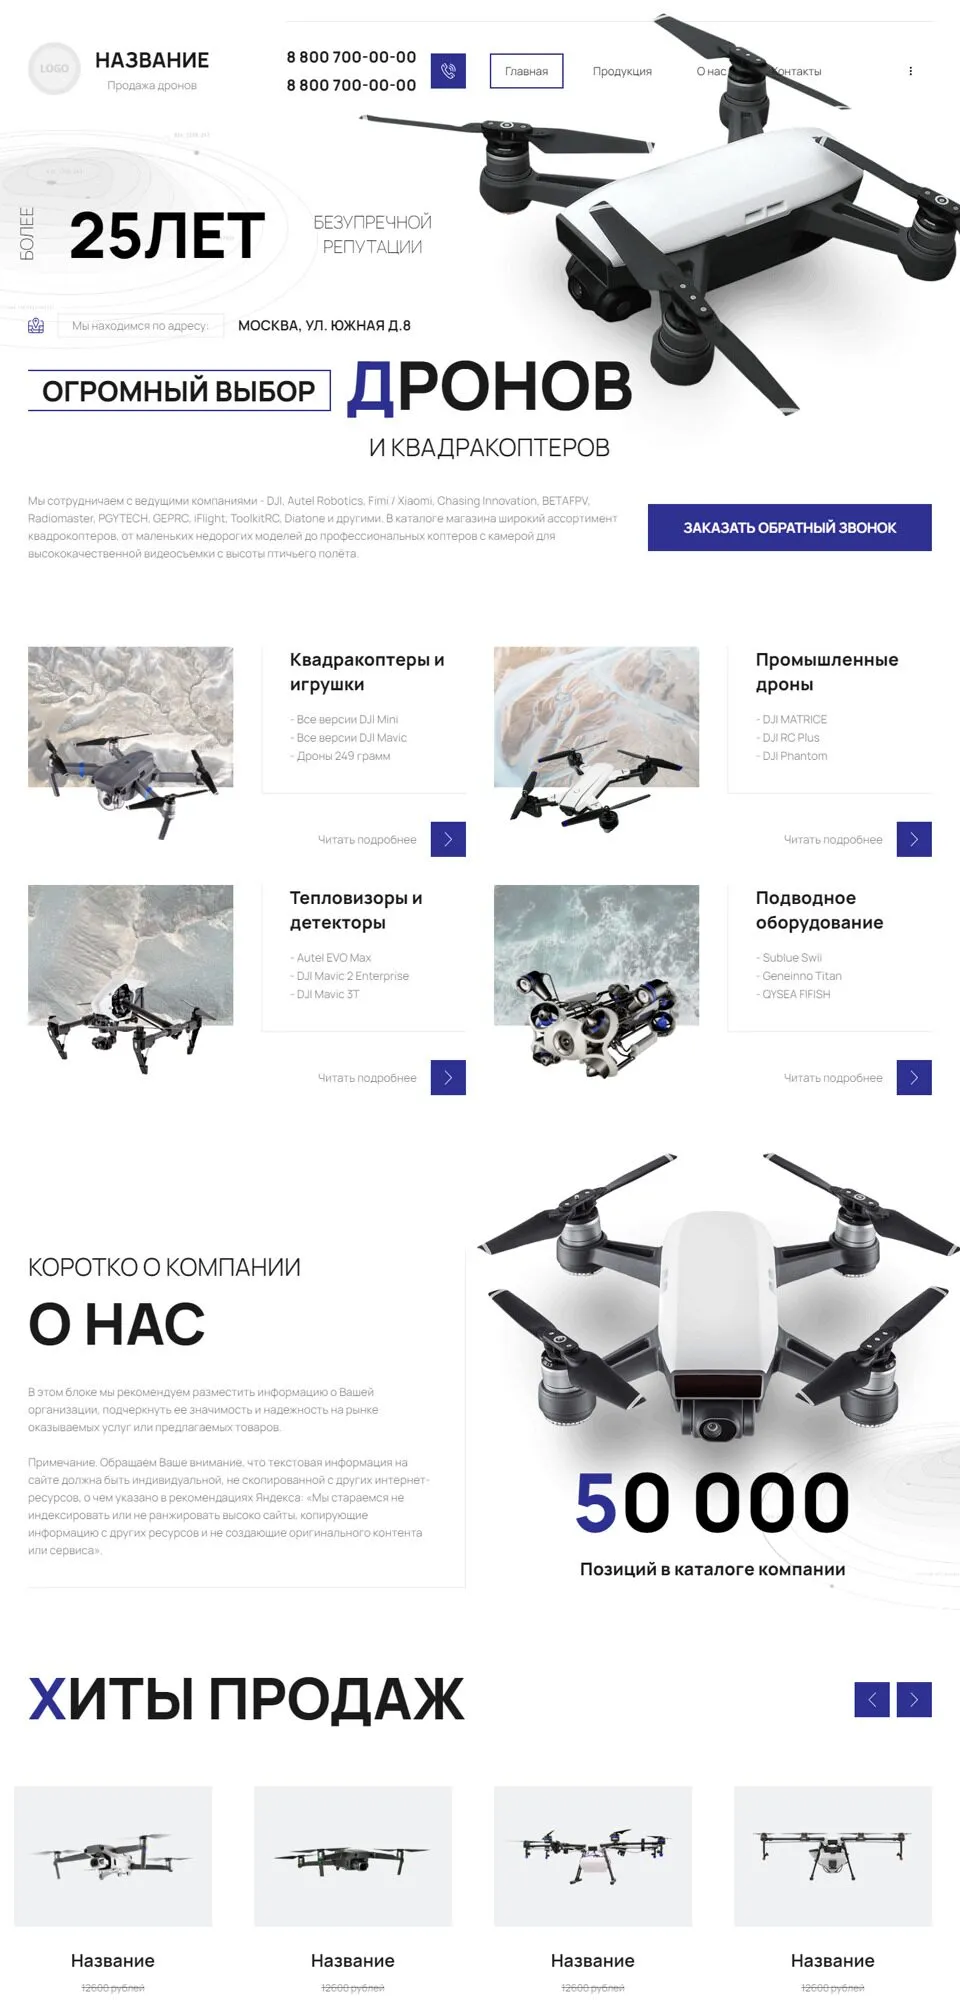 LOGO
НАЗВАНИЕ
Продажа дронов
8 800 700-00-00
8 800 700-00-00
Главная
Продукция
О нас
Контакты
БОЛЕЕ
25ЛЕТ
БЕЗУПРЕЧНОЙ
РЕПУТАЦИИ
Мы находимся по адресу:
МОСКВА, УЛ. ЮЖНАЯ Д.8
ОГРОМНЫЙ ВЫБОР
ДРОНОВ
И КВАДРАКОПТЕРОВ
Мы сотрудничаем с ведущими компаниями - DJI, Autel Robotics, Fimi / Xiaomi, Chasing Innovation, BETAFPV,
Radiomaster, PGYTECH, GEPRC, iFlight, ToolkitRC, Diatone и другими. В каталоге магазина широкий ассортимент
квадрокоптеров, от маленьких недорогих моделей до профессиональных коптеров с камерой для
высококачественной видеосъемки с высоты птичьего полёта.
ЗАКАЗАТЬ ОБРАТНЫЙ ЗВОНОК
Квадракоптеры и
игрушки
- Все версии DJI Mini
- Все версии DJI Mavic
- Дроны 249 грамм
Читать подробнее
Промышленные
дроны
- DJI MATRICE
- DJI RC Plus
- DJI Phantom
Читать подробнее
Тепловизоры и
детекторы
- Autel EVO Max
- DJI Mavic 2 Enterprise
- DJI Mavic 3T
Читать подробнее
Подводное
оборудование
- Sublue Swii
- Geneinno Titan
- QYSEA FIFISH
Читать подробнее
КОРОТКО О КОМПАНИИ
О НАС
В этом блоке мы рекомендуем разместить информацию о Вашей
организации, подчеркнуть ее значимость и надежность на рынке
оказываемых услуг или предлагаемых товаров.
Примечание. Обращаем Ваше внимание, что текстовая информация на
сайте должна быть индивидуальной, не скопированной с других интернет-
ресурсов, о чем указано в рекомендациях Яндекса: «Мы стараемся не
индексировать или не ранжировать высоко сайты, копирующие
информацию с других ресурсов и не создающие оригинального контента
или сервиса».
50 000
Позиций в каталоге компании
ХИТЫ ПРОДАЖ
Название
12600 рублей
Название
12600 рублей
Название
12600 рублей
Название
12600 рублей